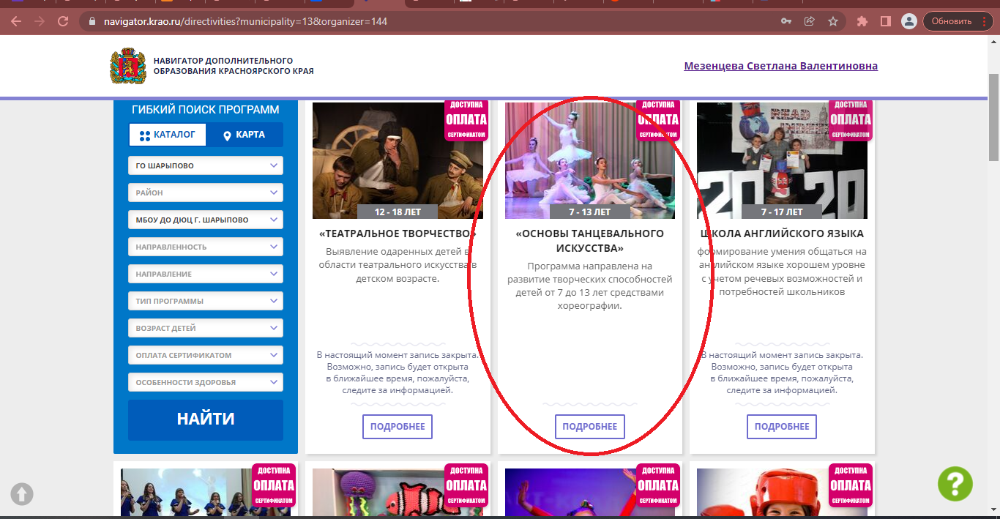 navigator.krao.ru/directivities?municipality=13&organizer=144
Обновить
НАВИГАТОР ДОПОЛНИТЕЛЬНОГО
ОБРАЗОВАНИЯ КРАСНОЯРСКОГО КРАЯ
Мезенцева Светлана Валентиновна
ГИБКИЙ ПОИСК ПРОГРАММ
КАТАЛОГ
КАРТА
ГО ШАРЫПОВО
РАЙОН
МБОУ ДО ДЮЦ Г. ШАРЫПОВО
НАПРАВЛЕННОСТЬ
НАПРАВЛЕНИЕ
ТИП ПРОГРАММЫ
ВОЗРАСТ ДЕТЕЙ
ОПЛАТА СЕРТИФИКАТОМ
ОСОБЕННОСТИ ЗДОРОВЬЯ
НАЙТИ
ДОСТУПНА
ОПЛАТА
СЕРТИФИКАТОМ
12 - 18 ЛЕТ
«ТЕАТРАЛЬНОЕ ТВОРЧЕСТВО»
Выявление одаренных детей в
области театрального искусства в
детском возрасте.
В настоящий момент запись закрыта.
Возможно, запись будет открыта
в ближайшее время, пожалуйста,
следите за информацией.
ПОДРОБНЕЕ
ДОСТУПНА
ОПЛАТА
СЕРТИФИКАТОМ
7 - 13 ЛЕТ
«ОСНОВЫ ТАНЦЕВАЛЬНОГО
ИСКУССТВА»
Программа направлена на
развитие творческих способностей
детей от 7 до 13 лет средствами
хореографии.
ПОДРОБНЕЕ
READ
ДОСТУПНА
ОПЛАТА
СЕРТИФИКАТОМ
2020
7 - 17 ЛЕТ
ШКОЛА АНГЛИЙСКОГО ЯЗЫКА
формирование умения общаться на
английском языке хорошем уровне
с учетом речевых возможностей и
потребностей школьников
В настоящий момент запись закрыта.
Возможно, запись будет открыта
в ближайшее время, пожалуйста,
следите за информацией.
ПОДРОБНЕЕ
ДОСТУПНА
ОПЛАТА
СЕРТИФИКАТОМ
ДОСТУПНА
ОПЛАТА
СЕРТИФИКАТОМ
ДОСТУПНА
ОПЛАТА
СЕРТИФИКАТОМ
ДОСТУПНА
ОПЛАТА
СЕРТИФИКАТОМ
?